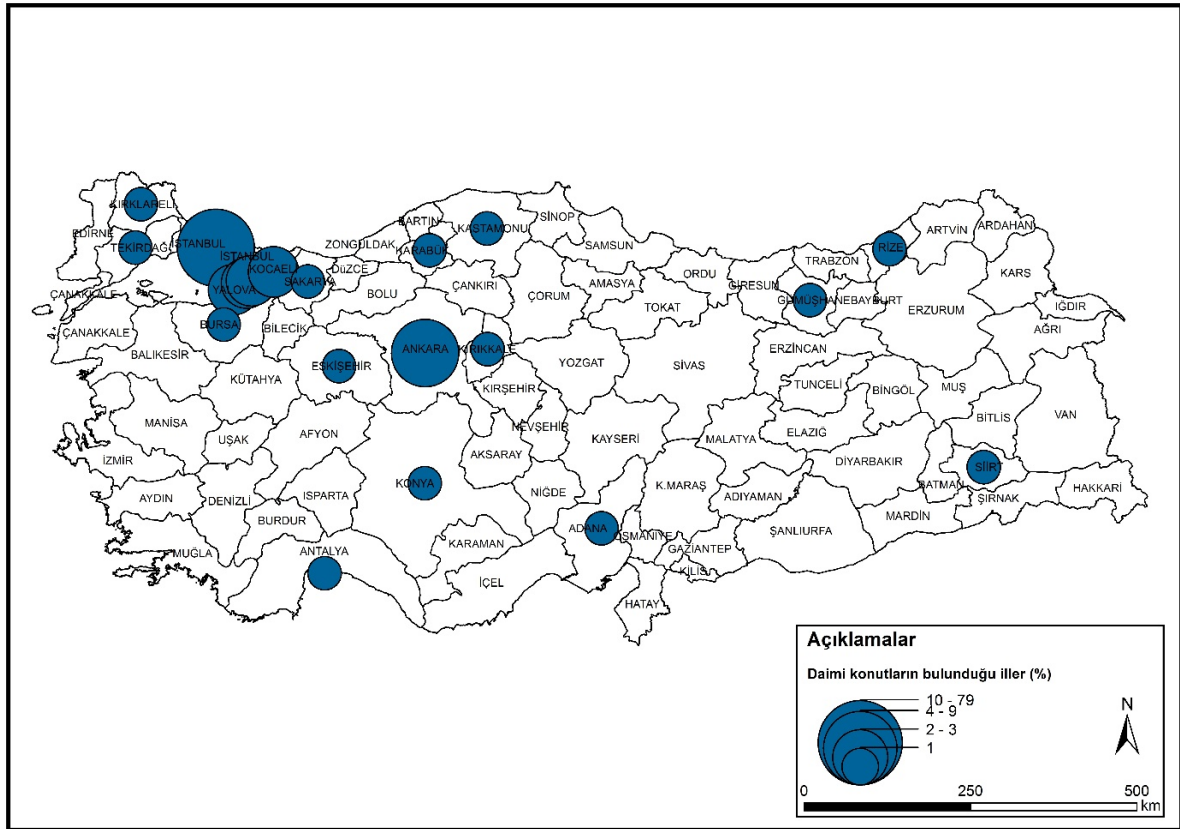 KIRKLARELİ
EDİRNE
TEKİRDAĞ
İSTANBUL
İSTANBUL
KOCAELİ
YALOVA
SAKARYA
DüZCE
ZONGULDAK
BARTIN
KARABÜK
KASTAMONU
SİNOP
SAMSUN
ORDU
GİRESUN
TRABZON
RİZE
ARTVİN
ARDAHAN
KARS
IĞDIR
AĞRI
ERZURUM
GÜMÜŞHANE
BAYBURT
ÇANAKKALE
ÇANAKKALE
BURSA
BİLECİK
BOLU
ÇANKIRI
ÇORUM
AMASYA
TOKAT
BALIKESİR
KÜTAHYA
ESKİŞEHİR
ANKARA
KIRIKKALE
KIRŞEHİR
YOZGAT
SİVAS
ERZİNCAN
TUNCELİ
BİNGÖL
MUŞ
BİTLİS
VAN
MANİSA
UŞAK
AFYON
NEVŞEHİR
KAYSERİ
MALATYA
ELAZIĞ
DİYARBAKIR
BATMAN
SİİRT
ŞIRNAK
HAKKARİ
İZMİR
AYDIN
DENİZLİ
ISPARTA
BURDUR
KONYA
AKSARAY
NİĞDE
ADANA
K.MARAŞ
ADIYAMAN
ŞANLIURFA
MARDİN
MUĞLA
ANTALYA
KARAMAN
İÇEL
OSMANİYE
GAZİANTEP
KİLİS
HATAY
Açıklamalar
Daimi konutların bulunduğu iller (%)
10 - 79
4 - 9
2 - 3
1
N
0 250 500
km